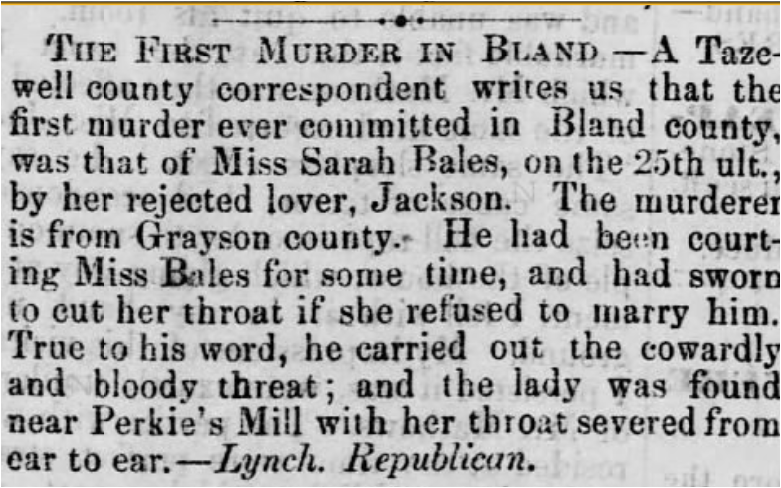 THE FIRST MURDER IN BLAND.—A Taze-
well county correspondent writes us that the
first murder ever committed in Bland county,
was that of Miss Sarah Bales, on the 25th ult.,
by her rejected lover, Jackson. The murderer
is from Grayson county. He had been court-
ing Miss Bales for some time, and had sworn
to cut her throat if she refused to marry him.
True to his word, he carried out the cowardly
and bloody threat; and the lady was found
near Perkie's Mill with her throat severed from
ear to ear.—Lynch. Republican.